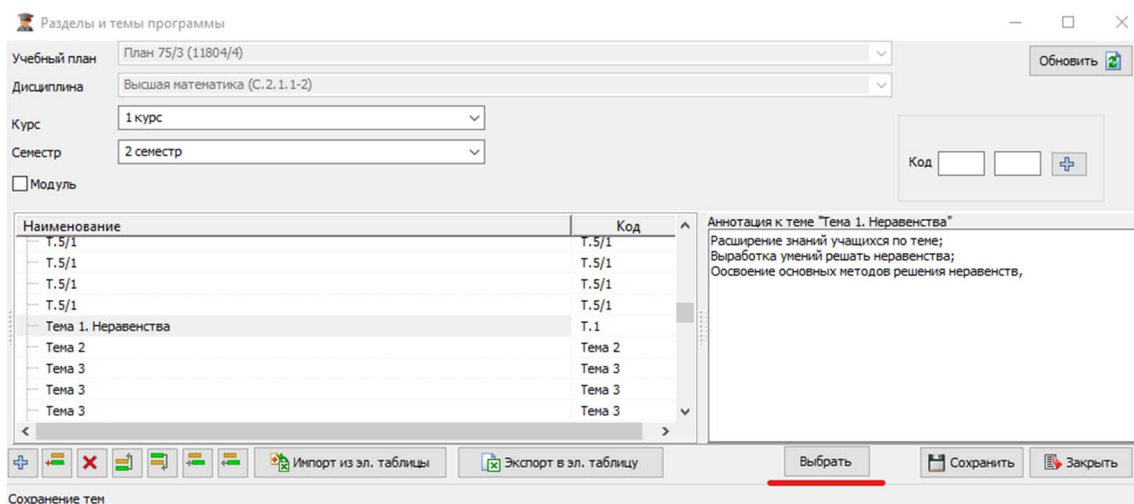 Разделы и темы программы
Учебный план План 75/3 (11804/4)
Обновить
Дисциплина Высшая математика (С.2.1.1-2)
Курс 1 курс
Семестр 2 семестр
Код
Модуль
Наименование Код
Т.5/1 Т.5/1
Т.5/1 Т.5/1
Т.5/1 Т.5/1
Т.5/1 Т.5/1
Тема 1. Неравенства Т.1
Тема 2 Тема 2
Тема 3 Тема 3
Тема 3 Тема 3
Тема 3 Тема 3
Аннотация к теме "Тема 1. Неравенства"
Расширение знаний учащихся по теме;
Выработка умений решать неравенства;
Оосвоение основных методов решения неравенств,
Импорт из эл. таблицы Экспорт в эл. таблицу Выбрать Сохранить Закрыть
Сохранение тем